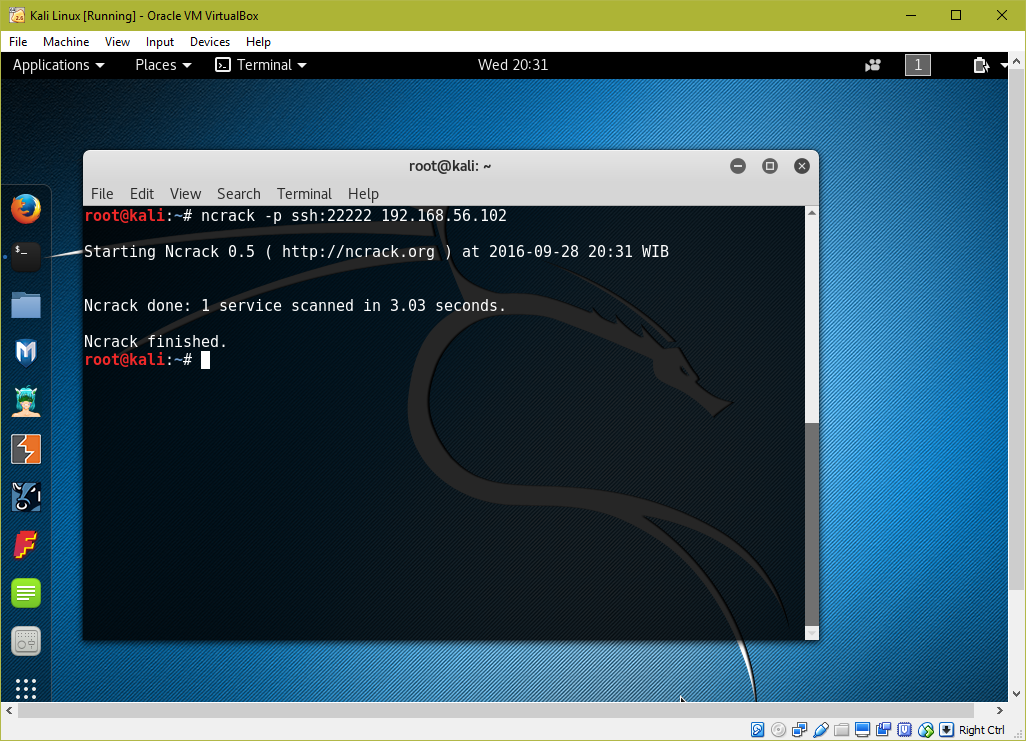 Kali Linux [Running] - Oracle VM VirtualBox
File Machine View Input Devices Help
Applications Places Terminal Wed 20:31 1
root@kali: ~
File Edit View Search Terminal Help
root@kali:~# ncrack -p ssh:22222 192.168.56.102
Starting Ncrack 0.5 ( http://ncrack.org ) at 2016-09-28 20:31 WIB
Ncrack done: 1 service scanned in 3.03 seconds.
Ncrack finished.
root@kali:~#
Right Ctrl